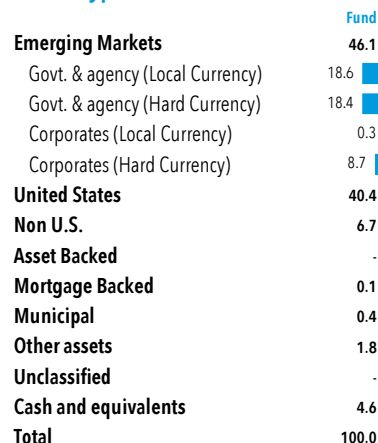 Fund
Emerging Markets 46.1
Govt. & agency (Local Currency) 18.6
Govt. & agency (Hard Currency) 18.4
Corporates (Local Currency) 0.3
Corporates (Hard Currency) 8.7
United States 40.4
Non U.S. 6.7
Asset Backed -
Mortgage Backed 0.1
Municipal 0.4
Other assets 1.8
Unclassified -
Cash and equivalents 4.6
Total 100.0